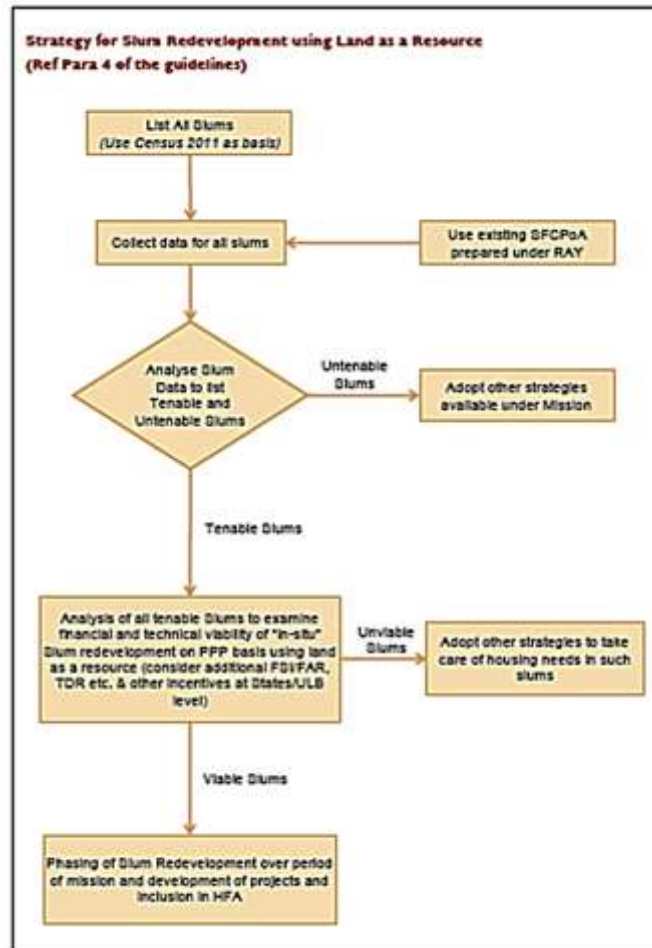 Strategy for Slum Redevelopment using Land as a Resource
(Ref Para 4 of the guidelines)
List All Slums
(Use Census 2011 as basis)
Collect data for all slums
Use existing SFCPoA
prepared under RAY
Analyse Slum
Data to list
Tenable and
Untenable Slums
Untenable
Slums
Adopt other strategies
available under Mission
Tenable Slums
Analysis of all tenable Slums to examine
financial and technical viability of "in-situ"
Slum redevelopment on PPP basis using land
as a resource (consider additional FSI/FAR,
TDR etc. & other incentives at States/ULB
level)
Unviable
Slums
Adopt other strategies to take
care of housing needs in such
slums
Viable Slums
Phasing of Slum Redevelopment over period
of mission and development of projects and
inclusion in HFA